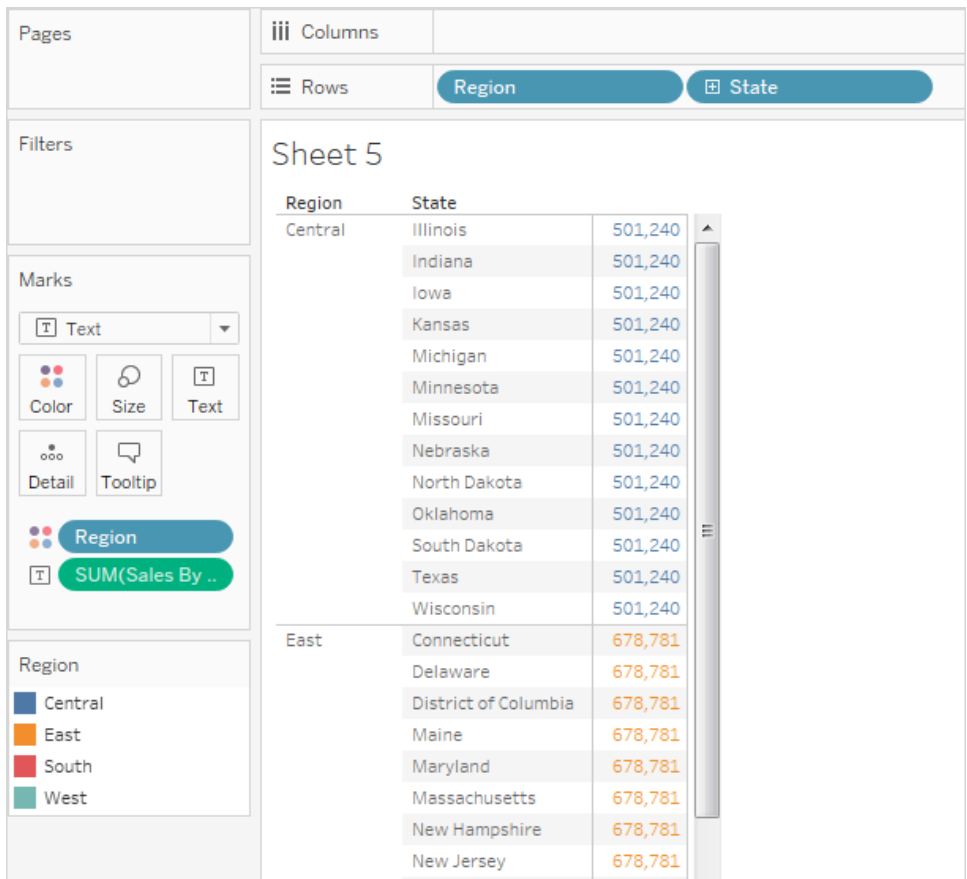 Pages
Columns
Rows Region State
Filters
Sheet 5
Region State
Central Illinois 501,240
Indiana 501,240
Iowa 501,240
Kansas 501,240
Michigan 501,240
Minnesota 501,240
Missouri 501,240
Nebraska 501,240
North Dakota 501,240
Oklahoma 501,240
South Dakota 501,240
Texas 501,240
Wisconsin 501,240
East Connecticut 678,781
Delaware 678,781
District of Columbia 678,781
Maine 678,781
Maryland 678,781
Massachusetts 678,781
New Hampshire 678,781
New Jersey 678,781
Marks
T Text
Color Size T Text
Detail Tooltip
Region
T SUM(Sales By ..
Region
Central
East
South
West